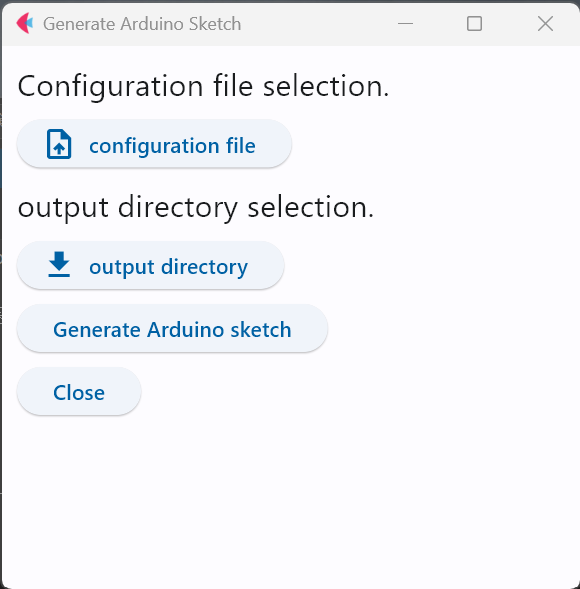 Generate Arduino Sketch
Configuration file selection.
configuration file
output directory selection.
output directory
Generate Arduino sketch
Close